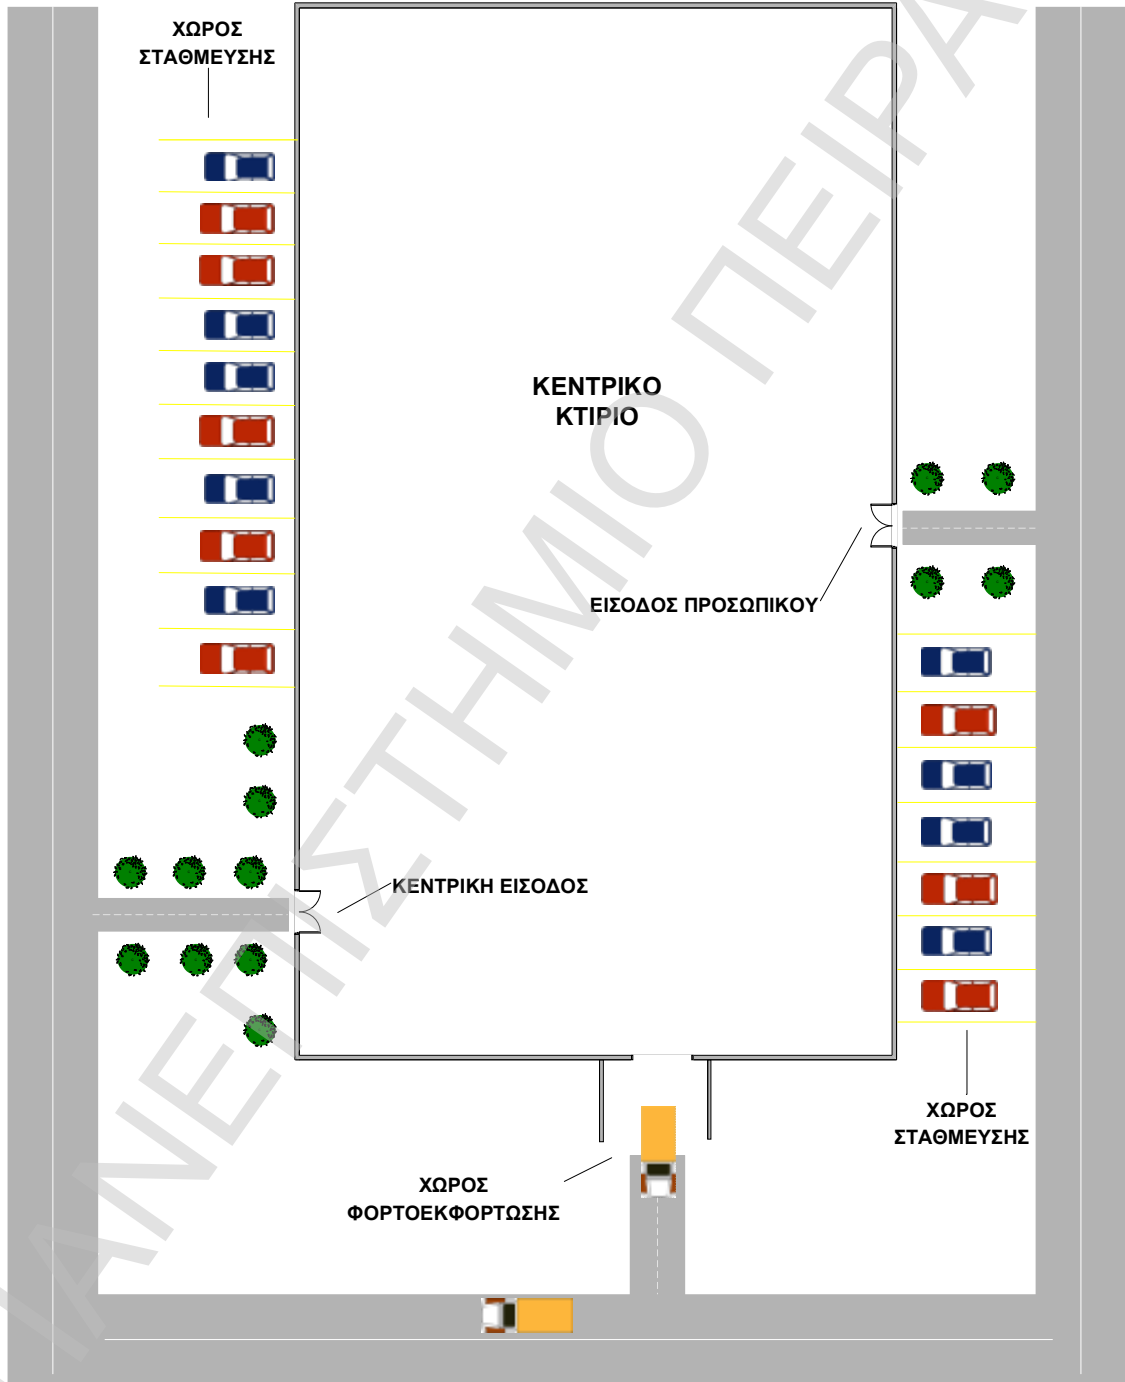 ΧΩΡΟΣ
ΣΤΑΘΜΕΥΣΗΣ
ΚΕΝΤΡΙΚΟ
ΚΤΙΡΙΟ
ΕΙΣΟΔΟΣ ΠΡΟΣΩΠΙΚΟΥ
ΚΕΝΤΡΙΚΗ ΕΙΣΟΔΟΣ
ΧΩΡΟΣ
ΣΤΑΘΜΕΥΣΗΣ
ΧΩΡΟΣ
ΦΟΡΤΟΕΚΦΟΡΤΩΣΗΣ
ΠΑΝΕΠΙΣΤΗΜΙΟ ΠΕΙΡΑ